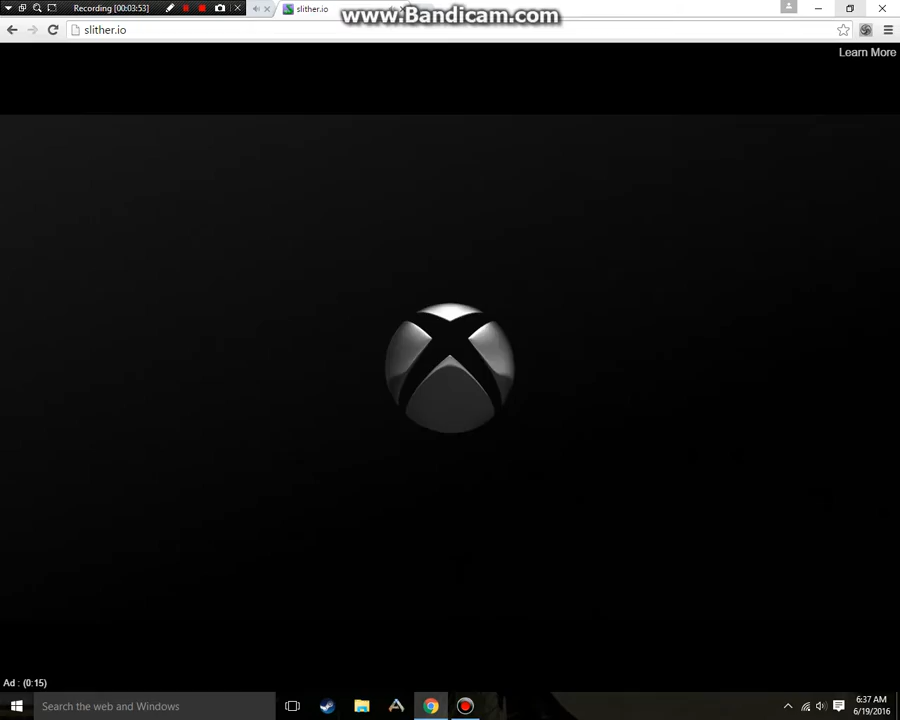 Recording [00:03:53]
slither.io
www.Bandicam.com
slither.io
Learn More
Ad : (0:15)
Search the web and Windows
6:37 AM
6/19/2016